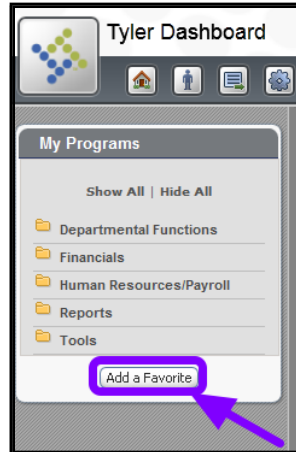 Tyler Dashboard
My Programs
Show All | Hide All
Departmental Functions
Financials
Human Resources/Payroll
Reports
Tools
Add a Favorite